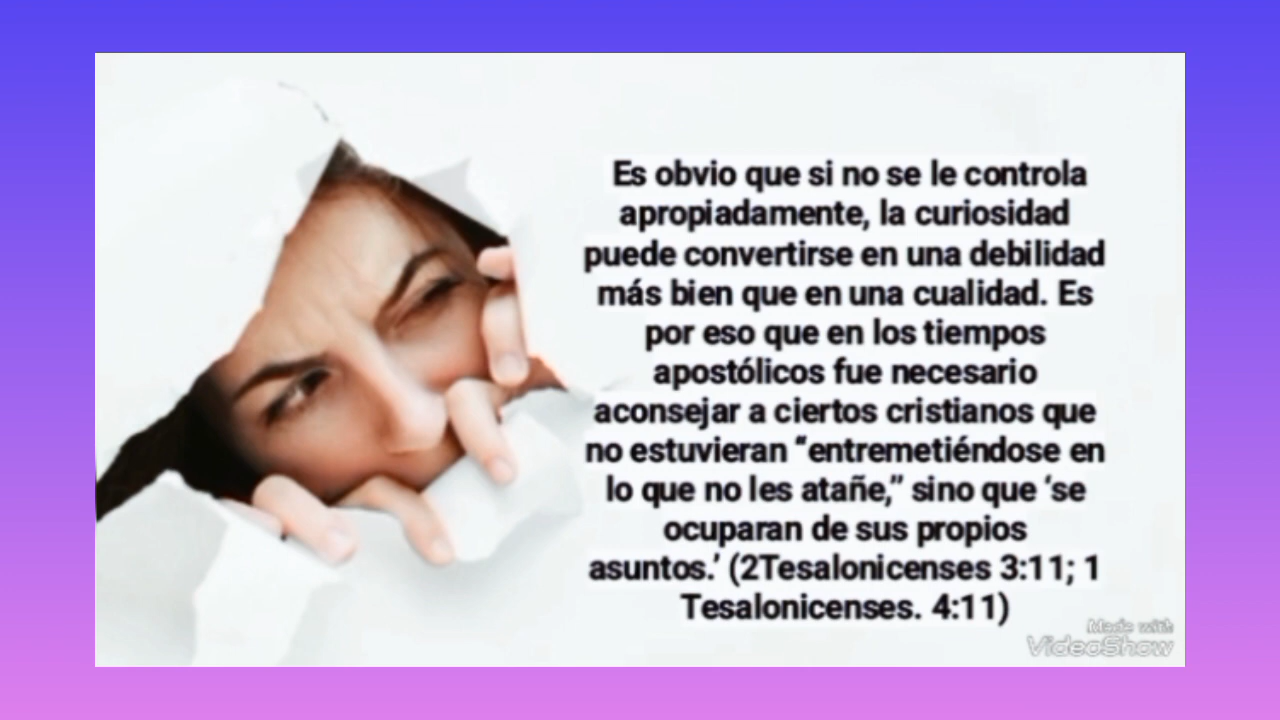 Es obvio que si no se le controla
apropiadamente, la curiosidad
puede convertirse en una debilidad
más bien que en una cualidad. Es
por eso que en los tiempos
apostólicos fue necesario
aconsejar a ciertos cristianos que
no estuvieran “entremetiéndose en
lo que no les atañe,” sino que ‘se
ocuparan de sus propios
asuntos.’ (2Tesalonicenses 3:11; 1
Tesalonicenses. 4:11)
Made with
VideoShow